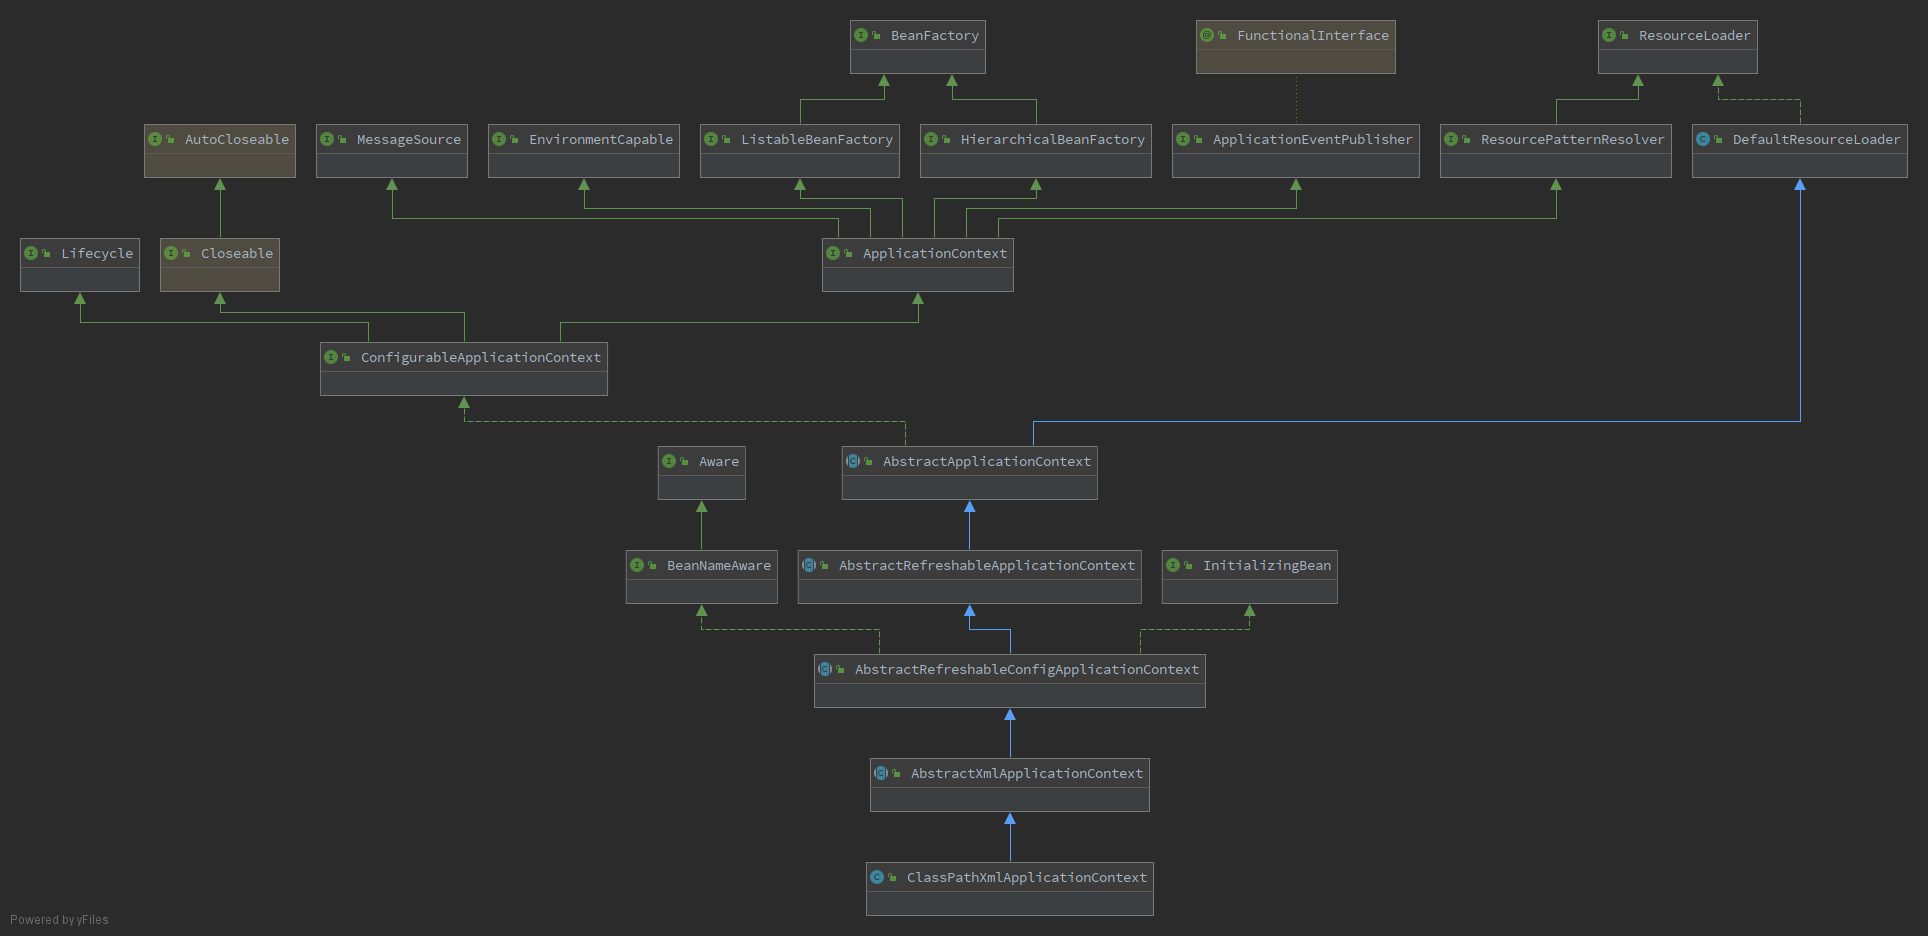 BeanFactory
FunctionalInterface
ResourceLoader
AutoCloseable
MessageSource
EnvironmentCapable
ListableBeanFactory
HierarchicalBeanFactory
ApplicationEventPublisher
ResourcePatternResolver
DefaultResourceLoader
Lifecycle
Closeable
ApplicationContext
ConfigurableApplicationContext
Aware
AbstractApplicationContext
BeanNameAware
AbstractRefreshableApplicationContext
InitializingBean
AbstractRefreshableConfigApplicationContext
AbstractXmlApplicationContext
ClassPathXmlApplicationContext
Powered by yFiles